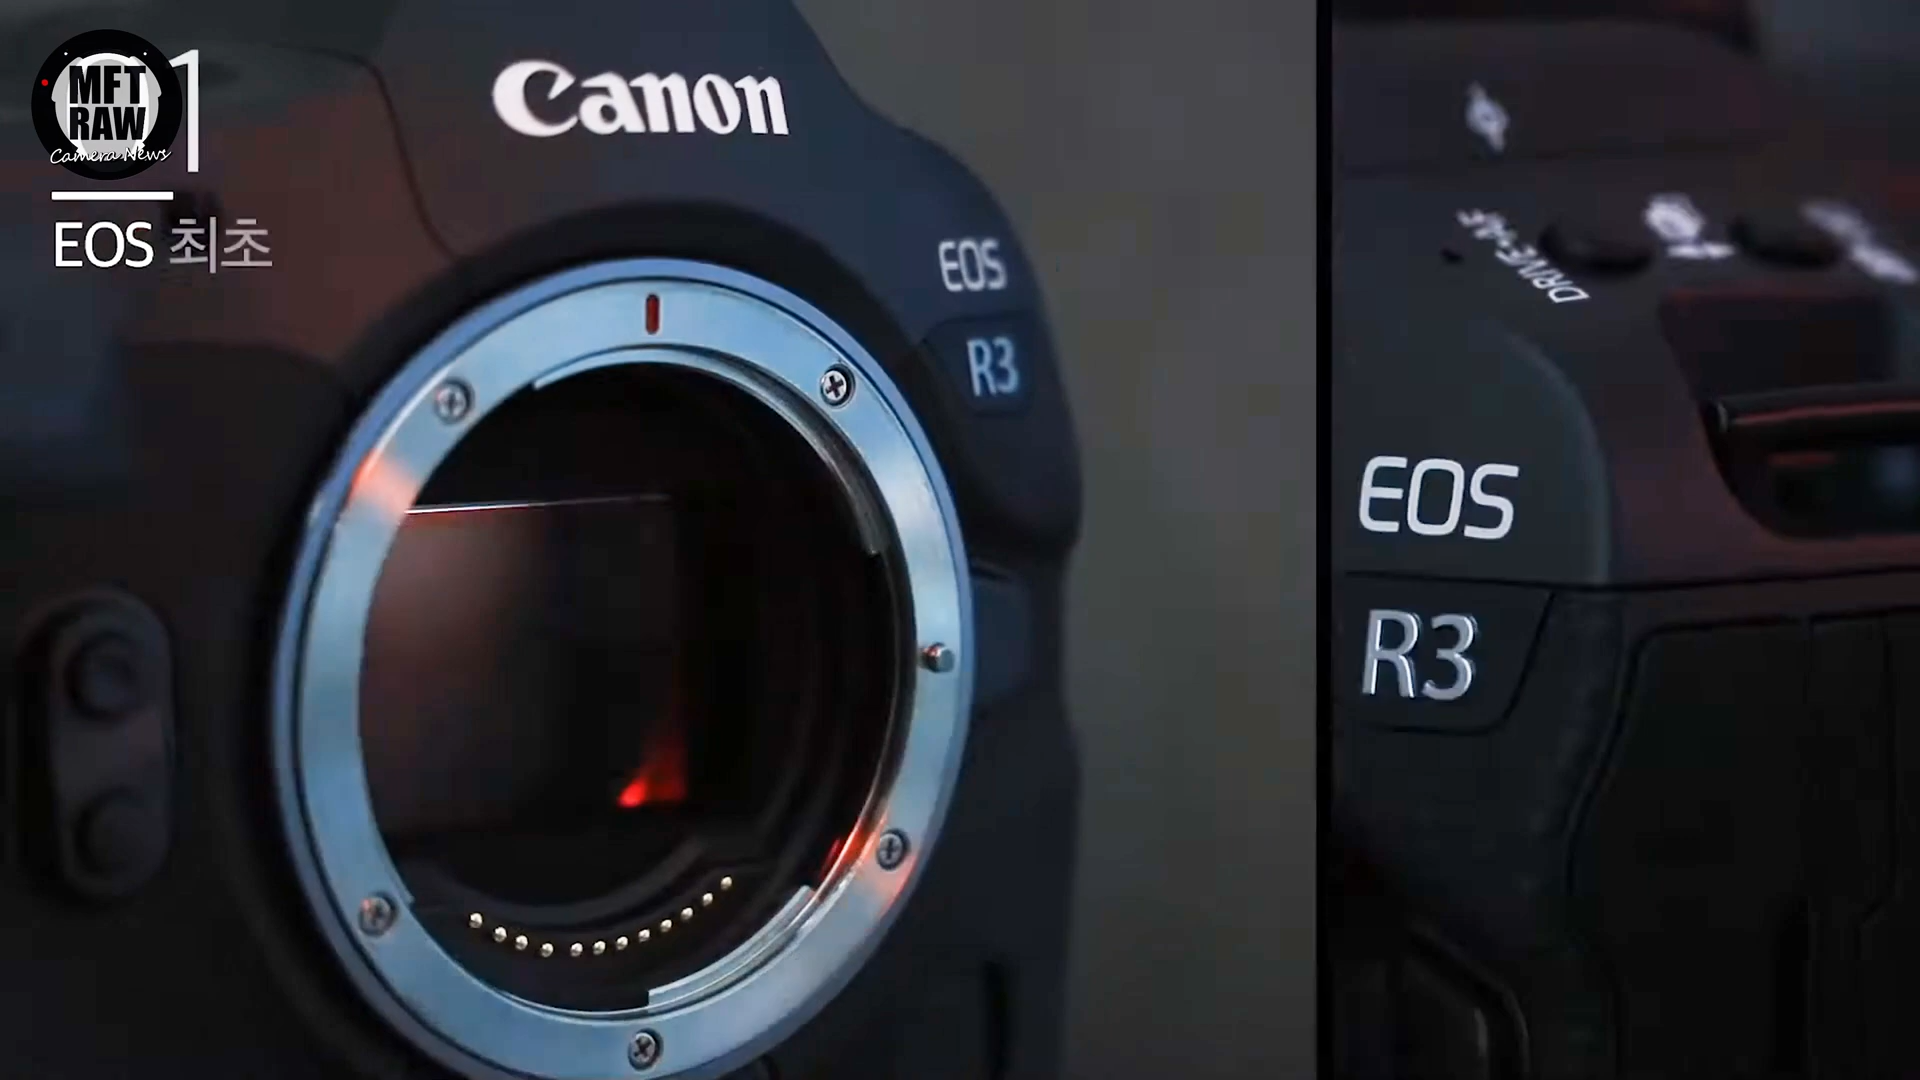 MFT
RAW
Camera News
1
EOS 최초
Canon
EOS
R3
DRIVE•AF
EOS
R3